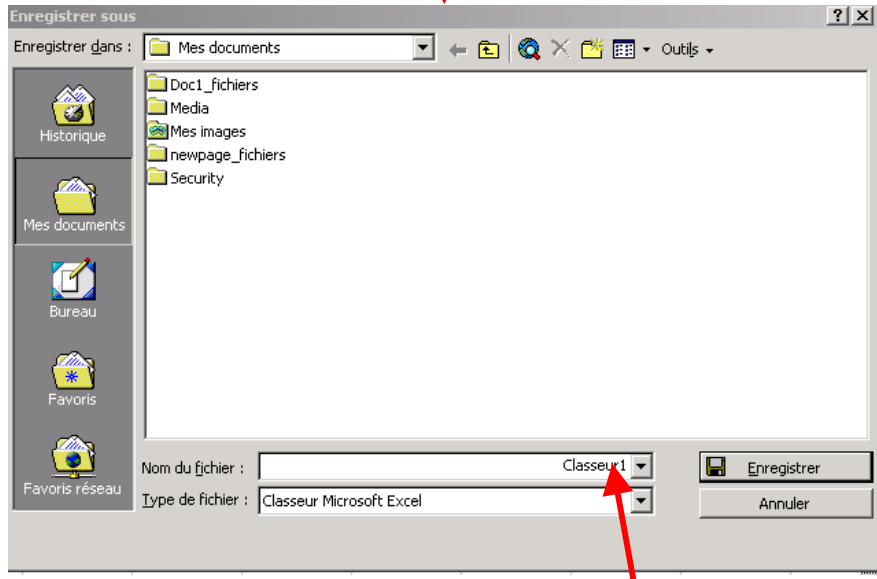 Enregistrer sous
Enregistrer dans : Mes documents Outils
Doc1_fichiers
Media
Mes images
newpage_fichiers
Security
Historique
Mes documents
Bureau
Favoris
Favoris réseau
Nom du fichier : Classeur1 Enregistrer
Type de fichier : Classeur Microsoft Excel Annuler